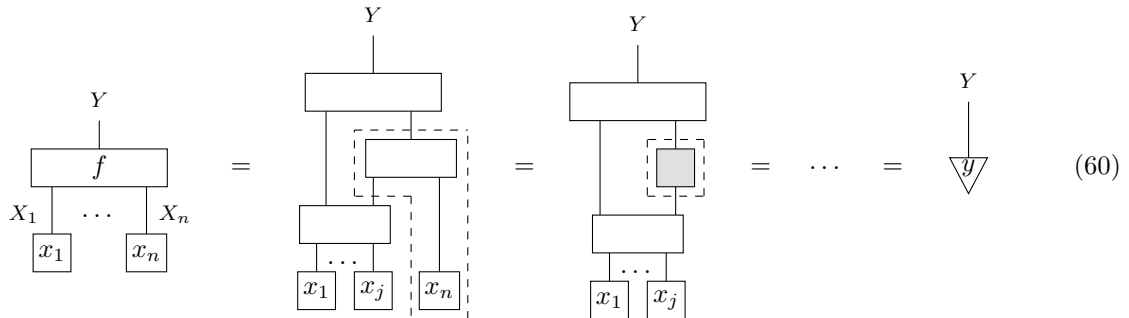 Y Y Y Y
f = = = ⋯ = y (60)
X₁ ⋯ Xₙ
x₁ xₙ ⋯ ⋯
x₁ xⱼ xₙ x₁ xⱼ